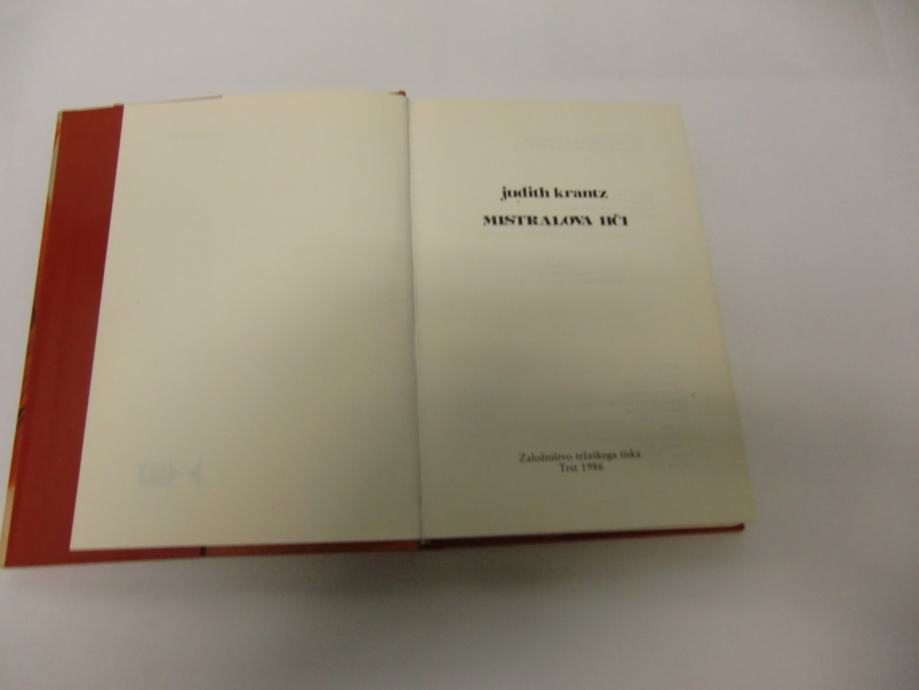 judith krantz
MISTRALOVA HČI
Založništvo tržaškega tiska
Trst 1986